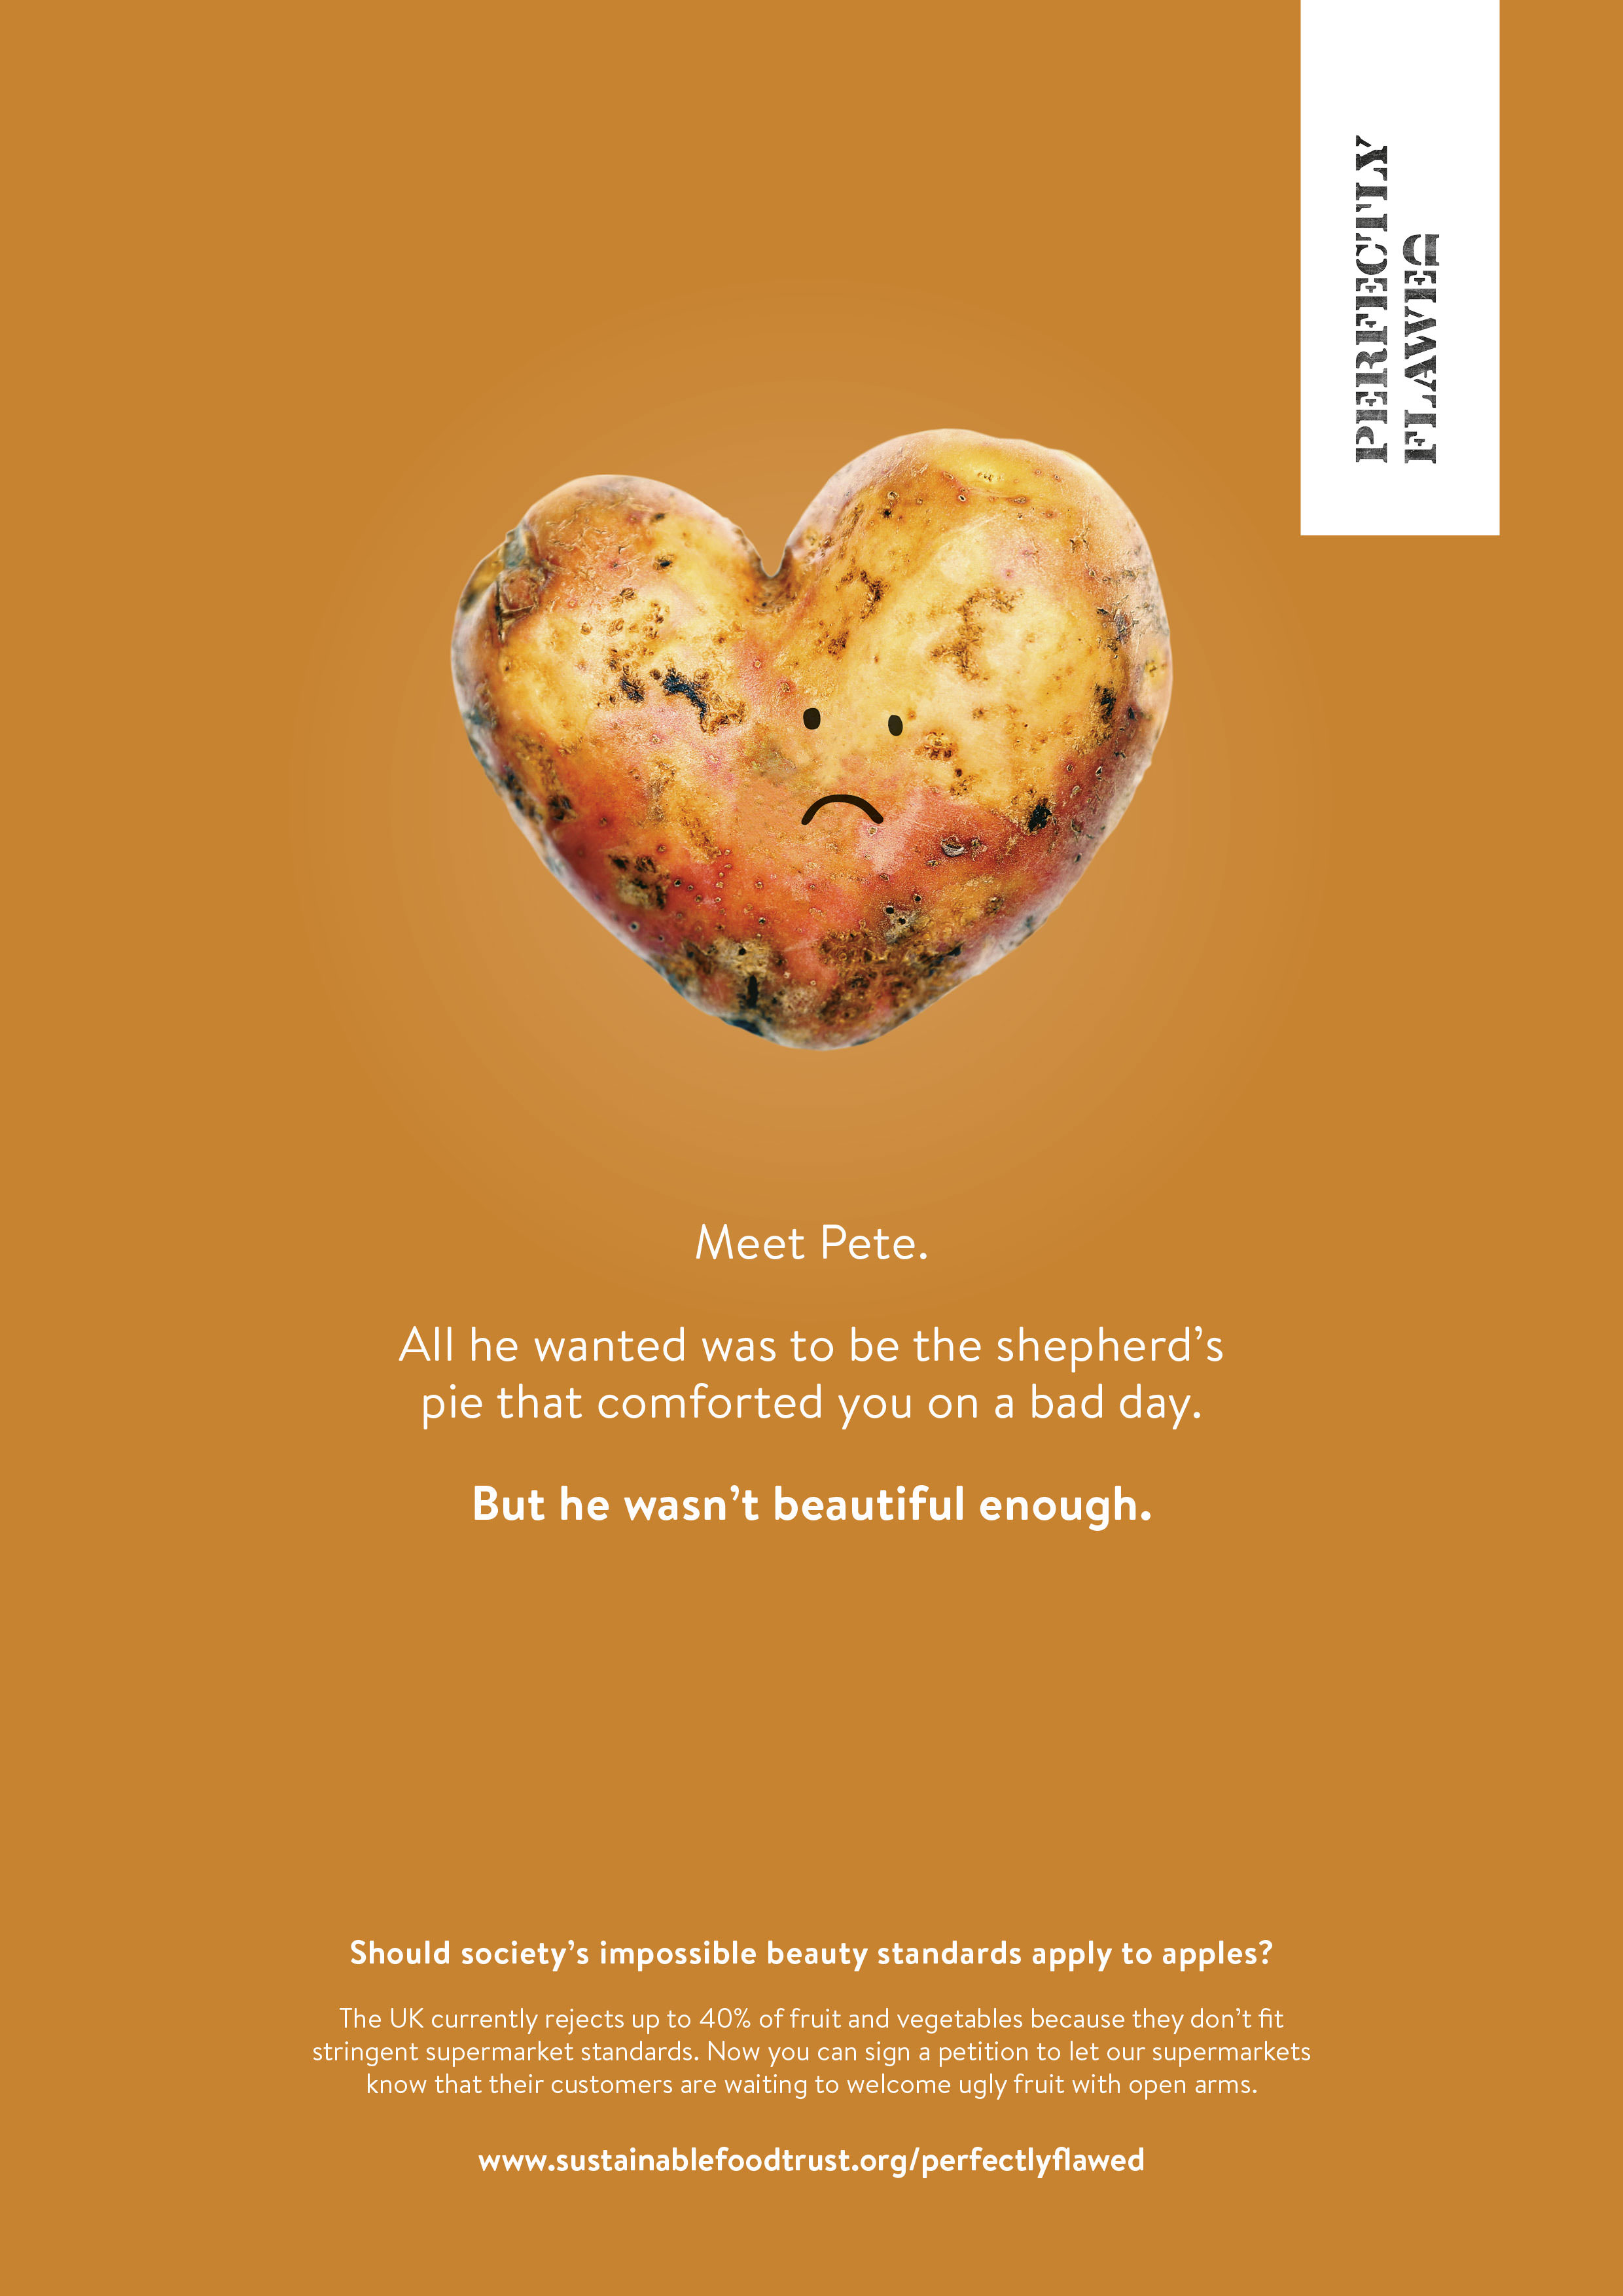 PERFECTLY
FLAWED
Meet Pete.
All he wanted was to be the shepherd’s
pie that comforted you on a bad day.
But he wasn’t beautiful enough.
Should society’s impossible beauty standards apply to apples?
The UK currently rejects up to 40% of fruit and vegetables because they don’t fit
stringent supermarket standards. Now you can sign a petition to let our supermarkets
know that their customers are waiting to welcome ugly fruit with open arms.
www.sustainablefoodtrust.org/perfectlyflawed